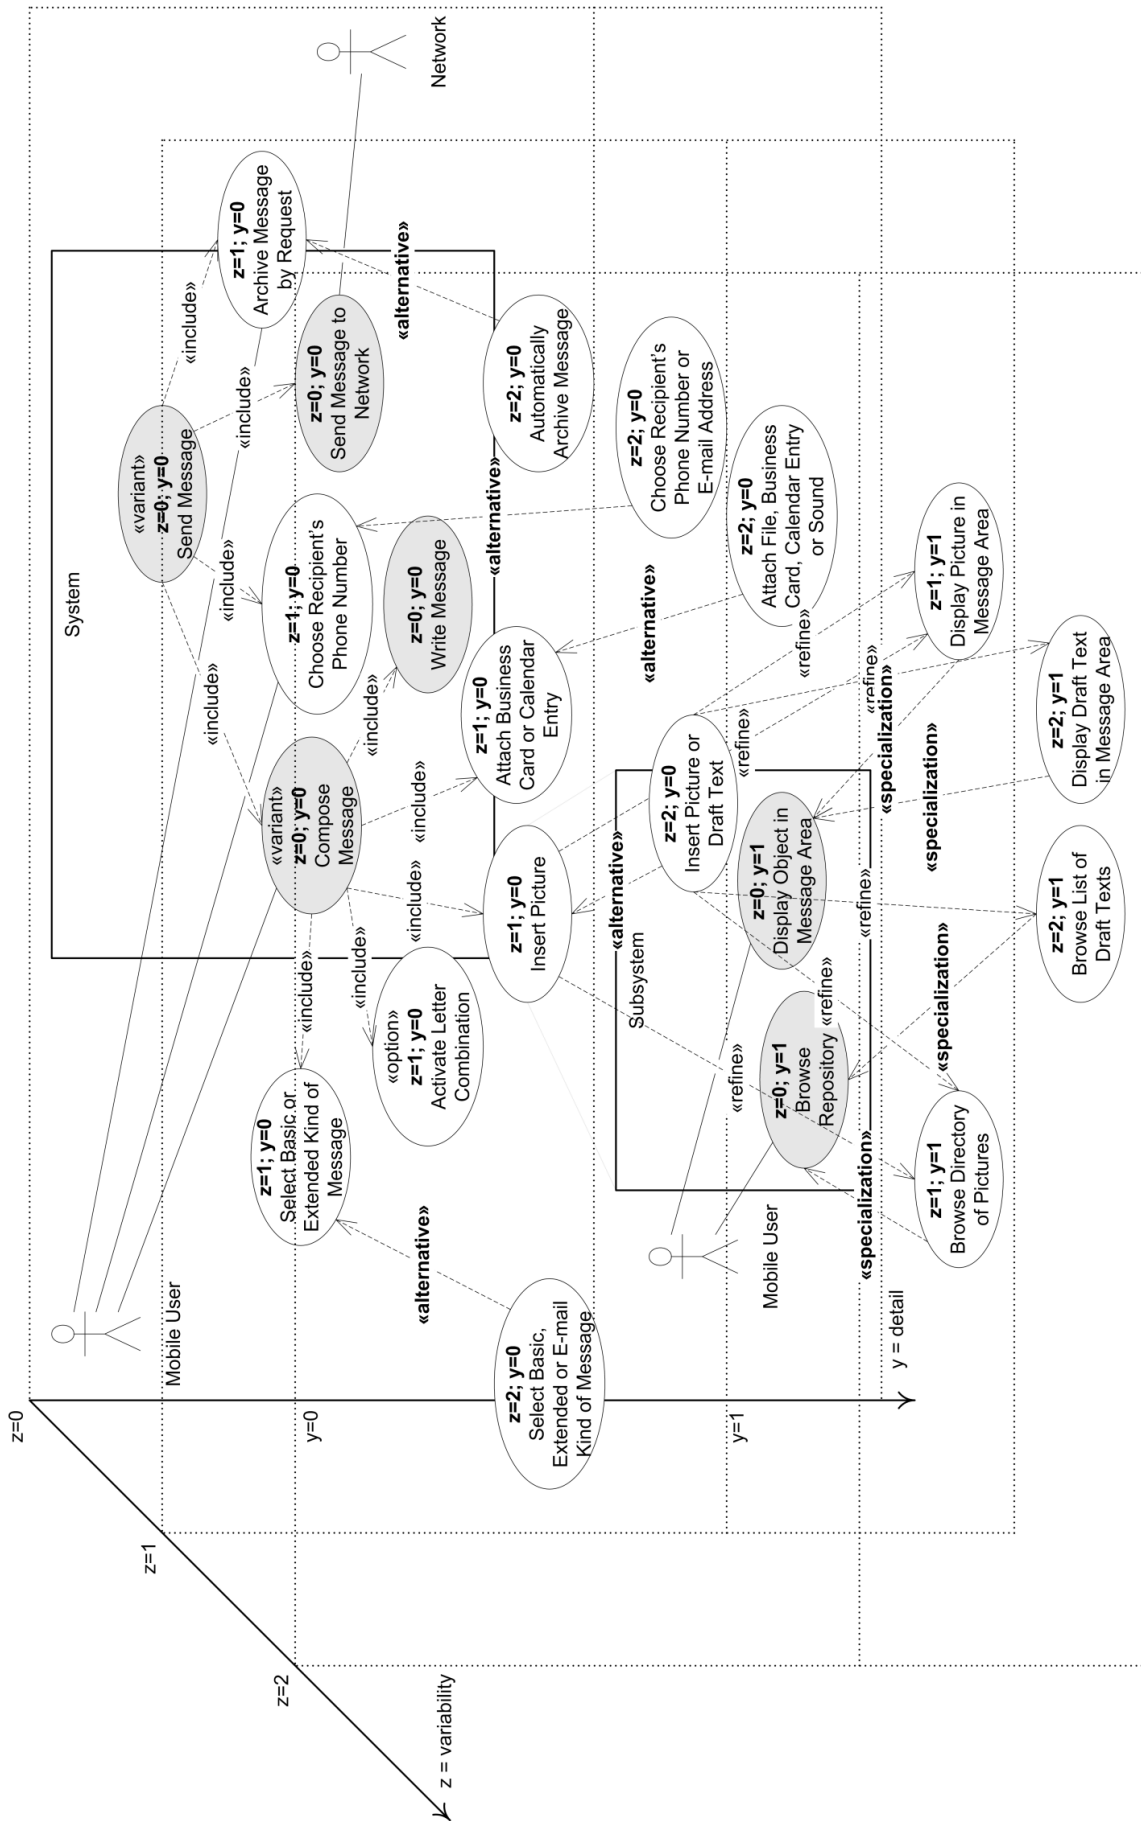 z=0
z=1
z=2
z = variability
y=0
y=1
y = detail
System
Mobile User
Network
«variant»
z=0; y=0
Send Message
«include»
«include»
«include»
«include»
z=1; y=0
Archive Message
by Request
z=0; y=0
Send Message to
Network
z=1; y=0
Choose Recipient's
Phone Number
«variant»
z=0; y=0
Compose
Message
«include»
«include»
«include»
«include»
«include»
z=1; y=0
Select Basic or
Extended Kind of
Message
«option»
z=1; y=0
Activate Letter
Combination
z=1; y=0
Insert Picture
z=1; y=0
Attach Business
Card or Calendar
Entry
z=0; y=0
Write Message
«alternative»
«alternative»
«alternative»
«alternative»
«alternative»
z=2; y=0
Select Basic,
Extended or E-mail
Kind of Message
z=2; y=0
Automatically
Archive Message
z=2; y=0
Choose Recipient's
Phone Number or
E-mail Address
z=2; y=0
Attach File, Business
Card, Calendar Entry
or Sound
z=2; y=0
Insert Picture or
Draft Text
Subsystem
Mobile User
z=0; y=1
Browse
Repository
z=0; y=1
Display Object in
Message Area
«refine»
«refine»
«refine»
«refine»
«refine»
«refine»
«specialization»
«specialization»
«specialization»
«specialization»
z=1; y=1
Browse Directory
of Pictures
z=1; y=1
Display Picture in
Message Area
z=2; y=1
Browse List of
Draft Texts
z=2; y=1
Display Draft Text
in Message Area